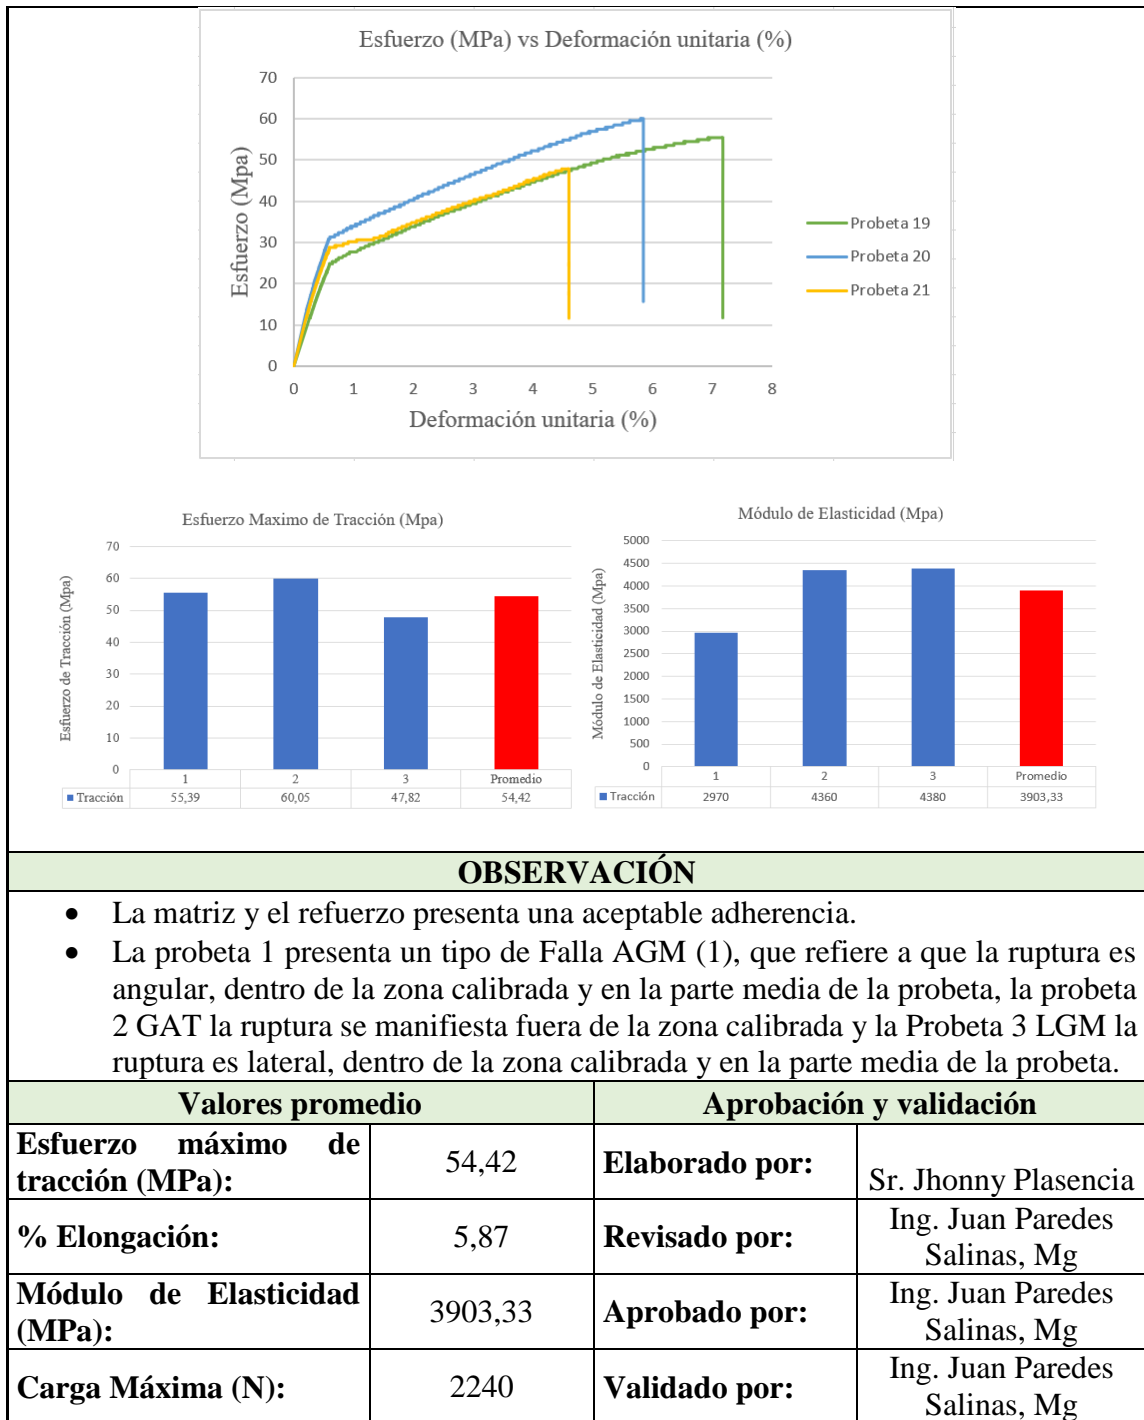 Esfuerzo (MPa) vs Deformación unitaria (%)
70
60
50
40
30
20
10
0
Esfuerzo (Mpa)
0 1 2 3 4 5 6 7 8
Deformación unitaria (%)
Probeta 19
Probeta 20
Probeta 21
Esfuerzo Maximo de Tracción (Mpa)
70
60
50
40
30
20
10
0
Esfuerzo de Tracción (Mpa)
1 2 3 Promedio
Tracción 55,39 60,05 47,82 54,42
Módulo de Elasticidad (Mpa)
5000
4500
4000
3500
3000
2500
2000
1500
1000
500
0
Módulo de Elasticidad (Mpa)
1 2 3 Promedio
Tracción 2970 4360 4380 3903,33
OBSERVACIÓN
• La matriz y el refuerzo presenta una aceptable adherencia.
• La probeta 1 presenta un tipo de Falla AGM (1), que refiere a que la ruptura es
angular, dentro de la zona calibrada y en la parte media de la probeta, la probeta
2 GAT la ruptura se manifiesta fuera de la zona calibrada y la Probeta 3 LGM la
ruptura es lateral, dentro de la zona calibrada y en la parte media de la probeta.
Valores promedio Aprobación y validación
Esfuerzo máximo de
tracción (MPa): 54,42 Elaborado por: Sr. Jhonny Plasencia
% Elongación: 5,87 Revisado por: Ing. Juan Paredes
Salinas, Mg
Módulo de Elasticidad
(MPa): 3903,33 Aprobado por: Ing. Juan Paredes
Salinas, Mg
Carga Máxima (N): 2240 Validado por: Ing. Juan Paredes
Salinas, Mg